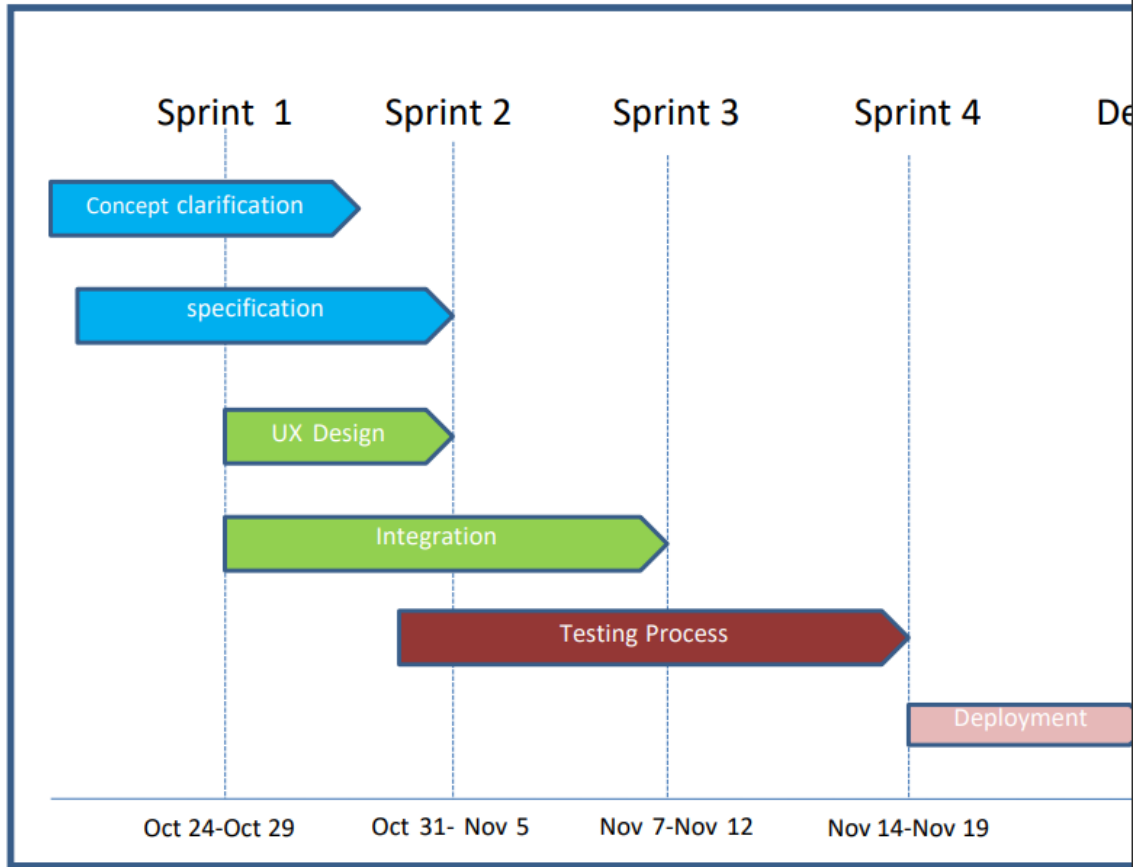 Sprint 1
Sprint 2
Sprint 3
Sprint 4
De
Concept clarification
specification
UX Design
Integration
Testing Process
Deployment
Oct 24-Oct 29
Oct 31- Nov 5
Nov 7-Nov 12
Nov 14-Nov 19